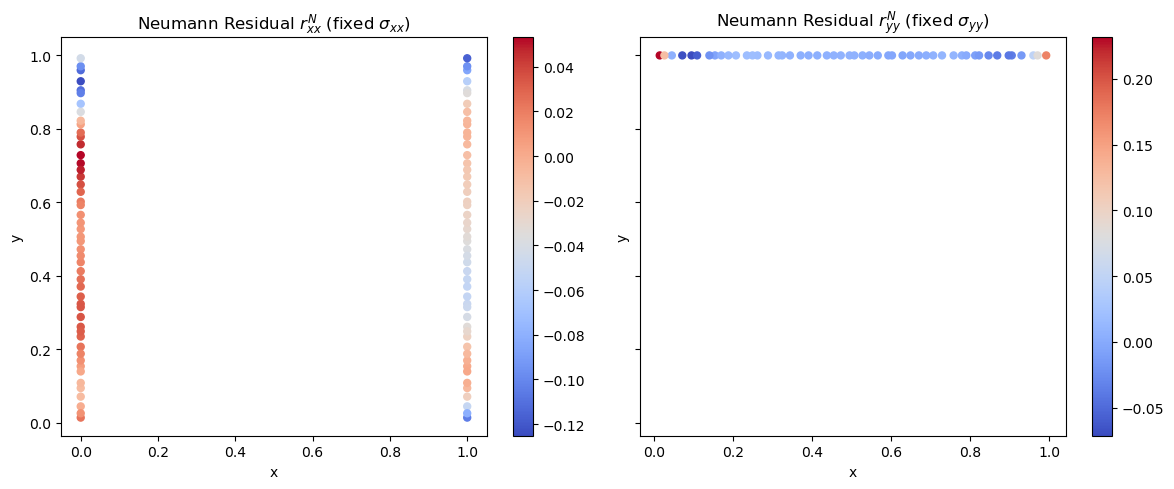 Neumann Residual $r_{xx}^{N}$ (fixed $\sigma_{xx}$)
1.0
0.8
0.6
0.4
0.2
0.0
y
0.0 0.2 0.4 0.6 0.8 1.0
x
0.04
0.02
0.00
−0.02
−0.04
−0.06
−0.08
−0.10
−0.12
Neumann Residual $r_{yy}^{N}$ (fixed $\sigma_{yy}$)
y
0.0 0.2 0.4 0.6 0.8 1.0
x
0.20
0.15
0.10
0.05
0.00
−0.05